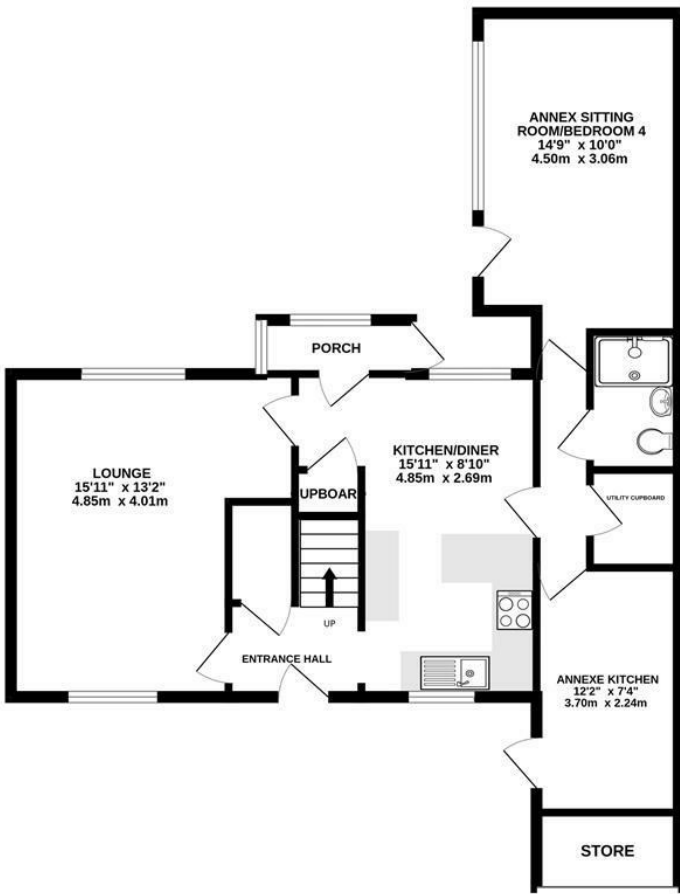 ANNEX SITTING
ROOM/BEDROOM 4
14'9" x 10'0"
4.50m x 3.06m
PORCH
LOUNGE
15'11" x 13'2"
4.85m x 4.01m
KITCHEN/DINER
15'11" x 8'10"
4.85m x 2.69m
UPBOAR
UTILITY CUPBOARD
UP
ENTRANCE HALL
ANNEXE KITCHEN
12'2" x 7'4"
3.70m x 2.24m
STORE